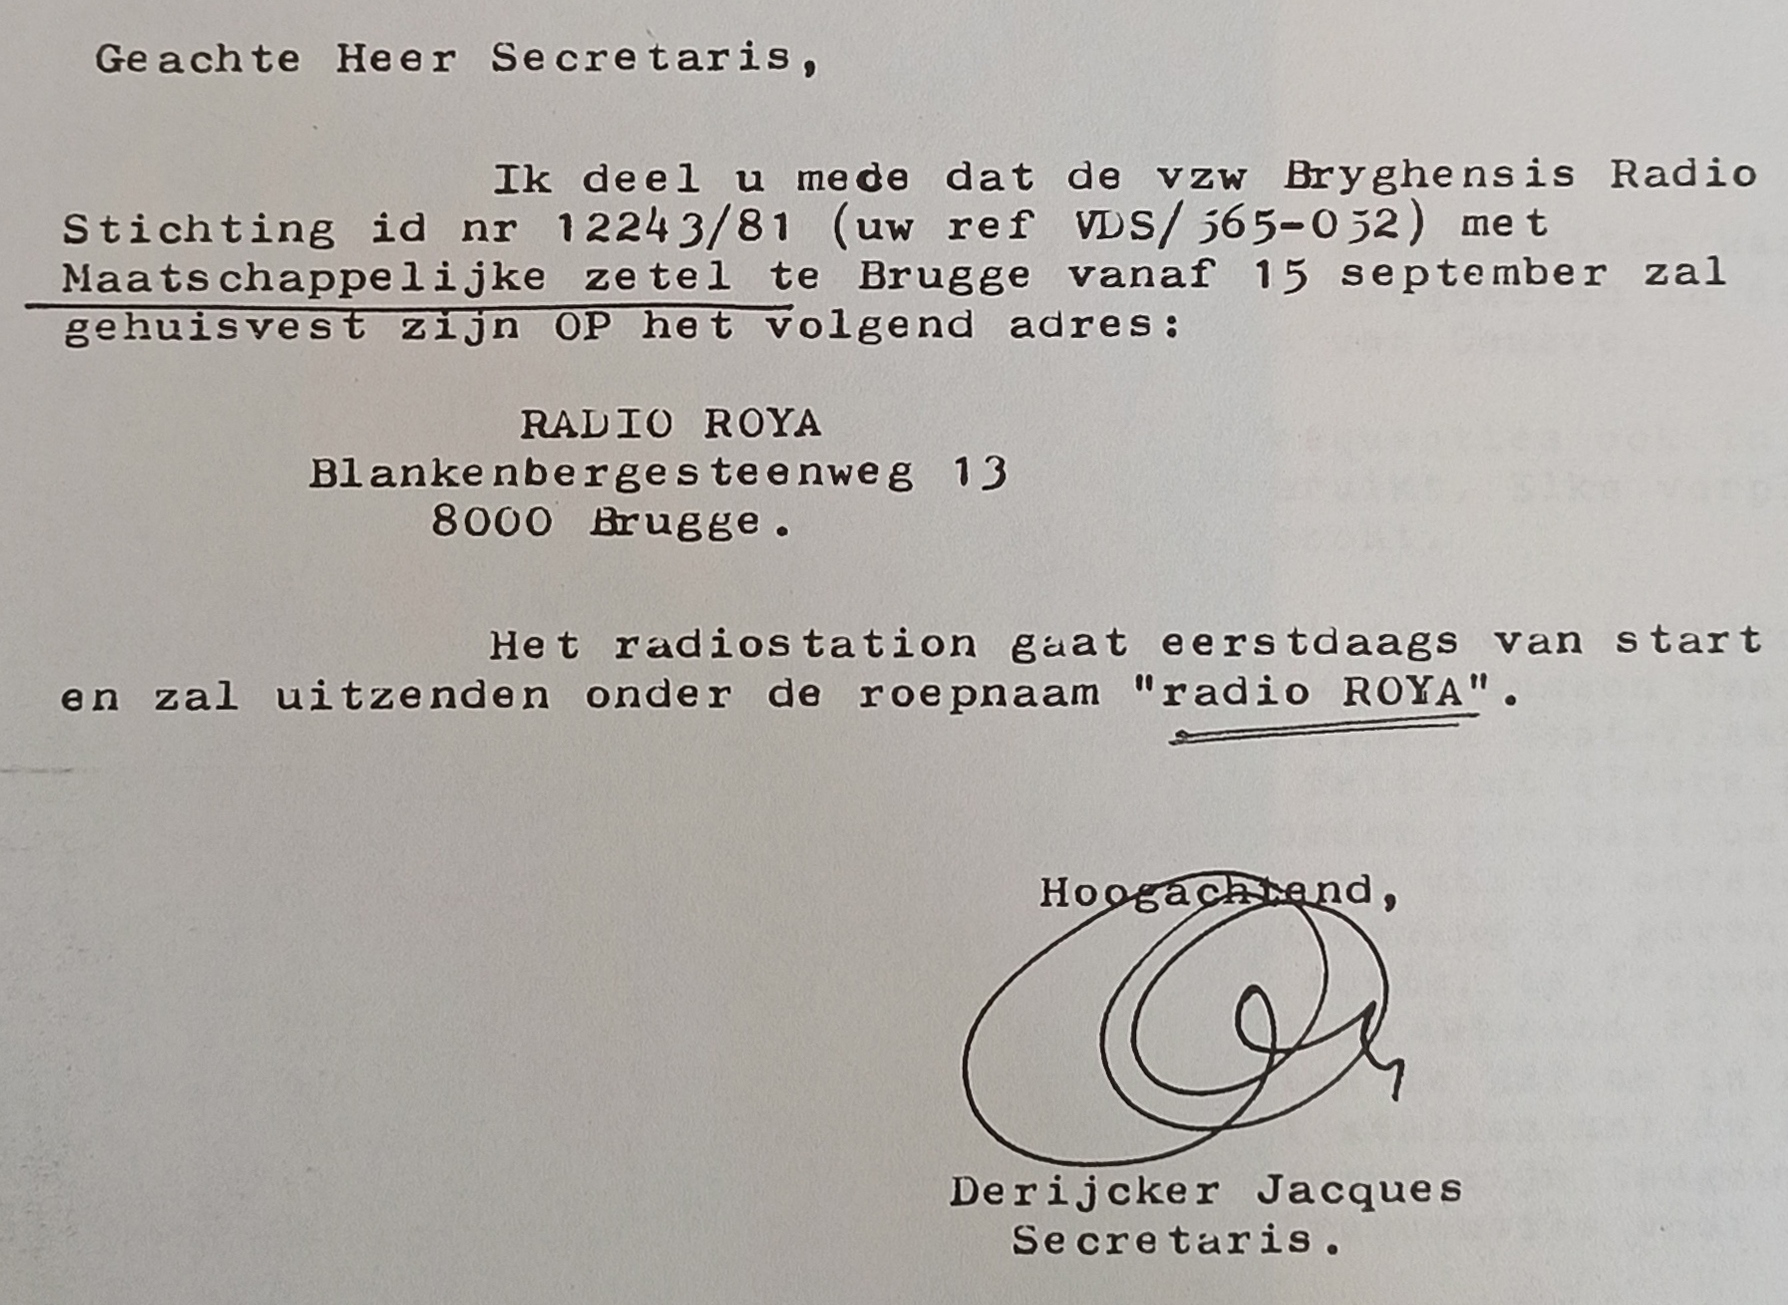 Geachte Heer Secretaris,
Ik deel u mede dat de vzw Bryghensis Radio
Stichting id nr 12243/81 (uw ref VDS/365-032) met
Maatschappelijke zetel te Brugge vanaf 15 september zal
gehuisvest zijn OP het volgend adres:
RADIO ROYA
Blankenbergesteenweg 13
8000 Brugge.
Het radiostation gaat eerstdaags van start
en zal uitzenden onder de roepnaam "radio ROYA".
Hoogachtend,
Derijcker Jacques
Secretaris.